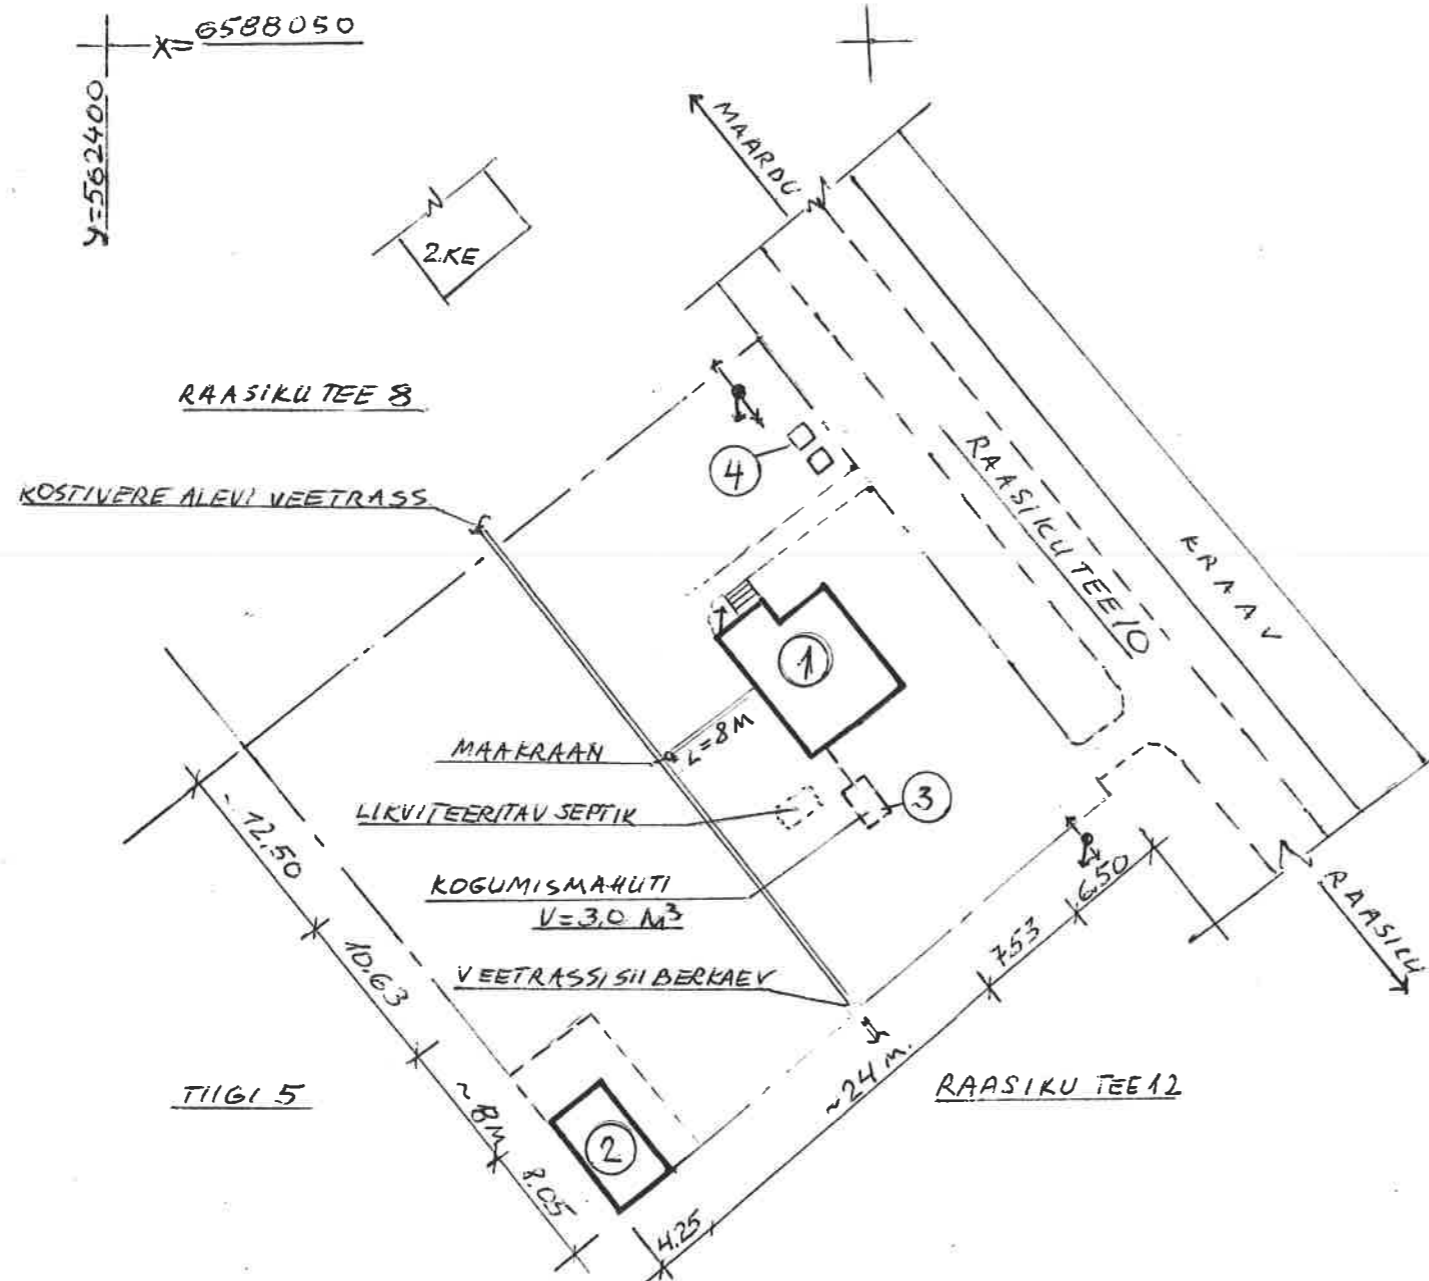 X= 6588050
y=562400
MAARDU
2.KE
RAASIKU TEE 8
KOSTIVERE ALEVI VEETRASS
4
RAASIKU TEE 10
KRAAV
1
L=8M
MAAKRAAN
3
LIKVITEERITAV SEPTIK
12.50
KOGUMISMAHUTI
V=3,0 M³
6,50
RAASIKU
7.53
10.63
VEETRASSI SIIBERKAEV
~24 M.
RAASIKU TEE 12
TIIGI 5
~8M
2
8.05
4.25